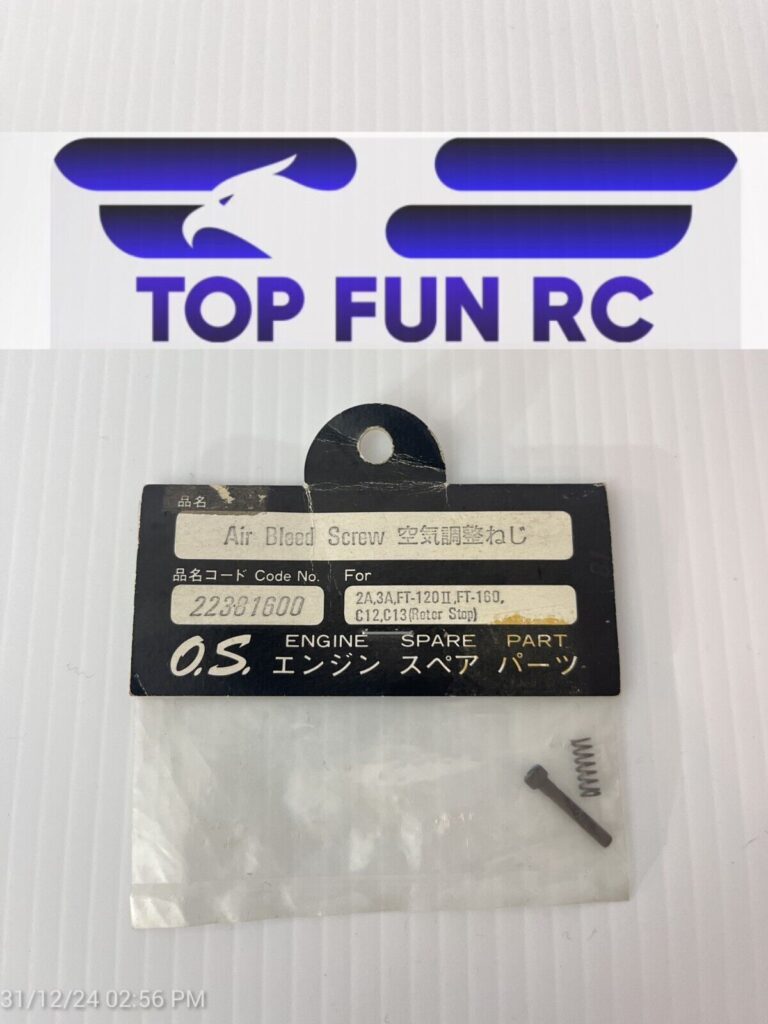 TOP FUN RC
品名
Air Bleed Screw 空気調整ねじ
品名コード Code No. For
22381600
2A,3A,FT-120Ⅱ,FT-160,
C12,C13(Rotor Stop)
ENGINE SPARE PART
O.S. エンジン スペア パーツ
31/12/24 02:56 PM